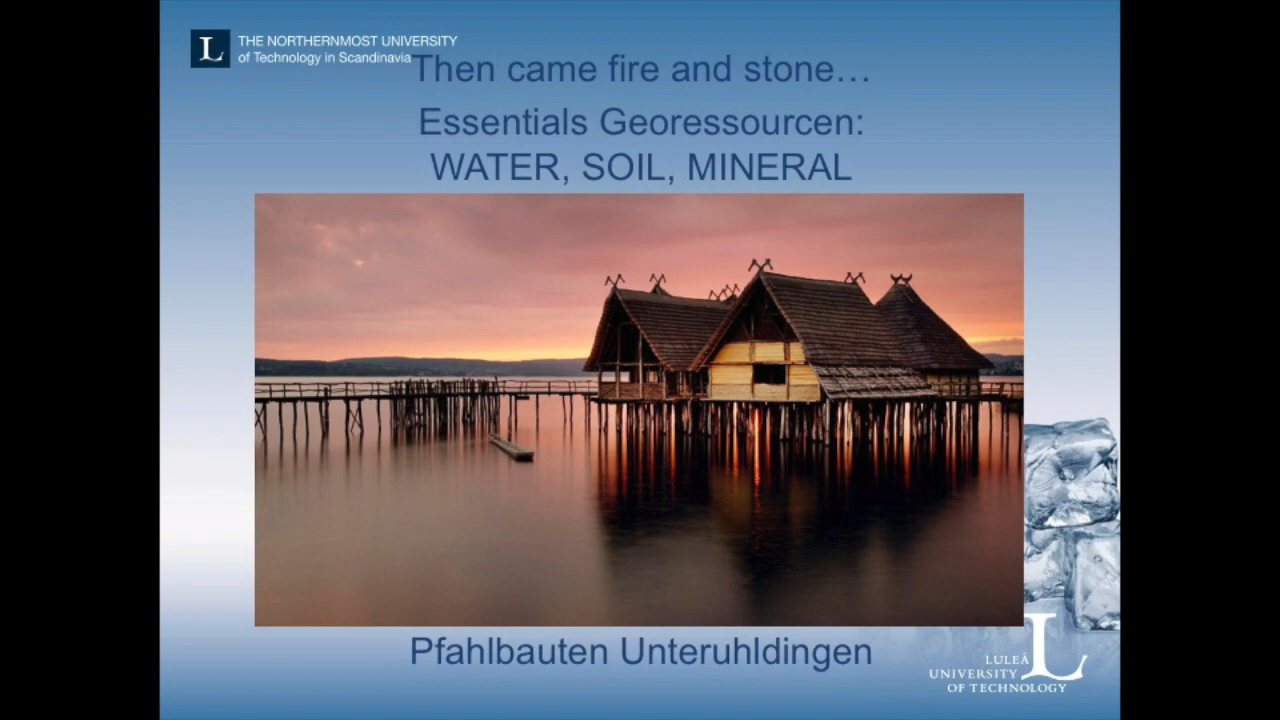 THE NORTHERNMOST UNIVERSITY
of Technology in Scandinavia
Then came fire and stone…
Essentials Georessourcen:
WATER, SOIL, MINERAL
Pfahlbauten Unteruhldingen
LULEÅ
UNIVERSITY
OF TECHNOLOGY